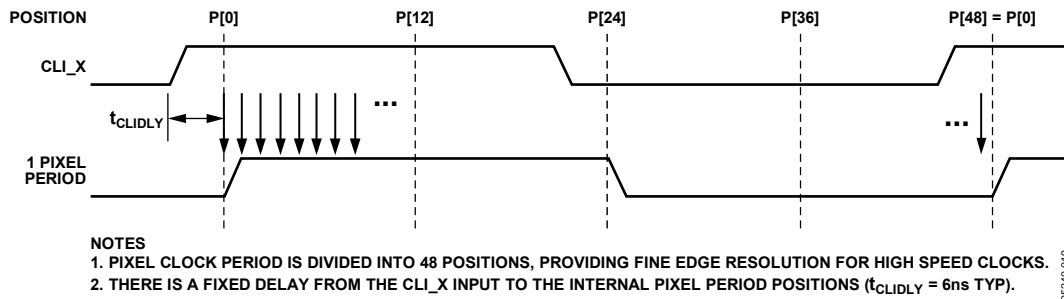 POSITION P[0] P[12] P[24] P[36] P[48] = P[0]
CLI_X
tCLIDLY
...
...
1 PIXEL
PERIOD
NOTES
1. PIXEL CLOCK PERIOD IS DIVIDED INTO 48 POSITIONS, PROVIDING FINE EDGE RESOLUTION FOR HIGH SPEED CLOCKS.
2. THERE IS A FIXED DELAY FROM THE CLI_X INPUT TO THE INTERNAL PIXEL PERIOD POSITIONS (tCLIDLY = 6ns TYP).